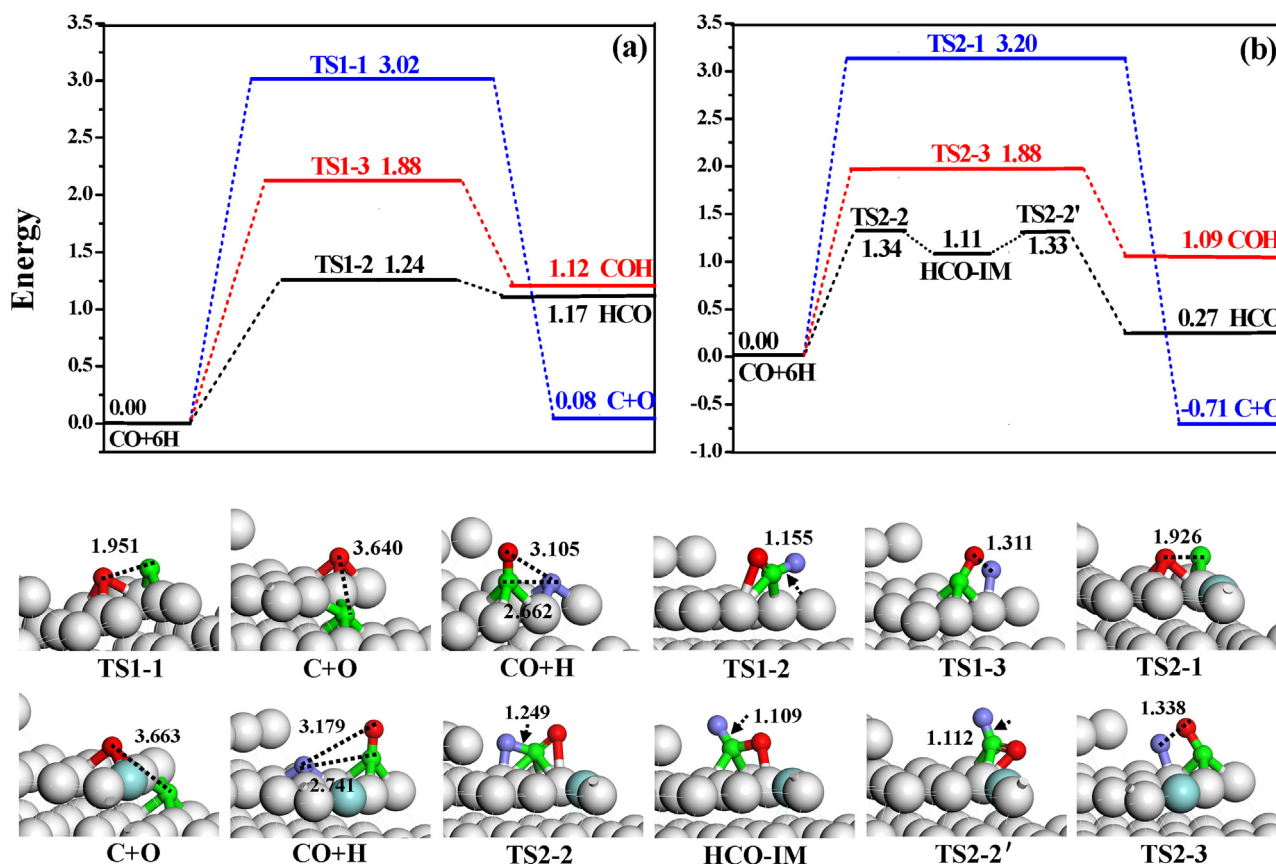 3.5
3.0
2.5
2.0
1.5
1.0
0.5
0.0
Energy
(a)
TS1-1 3.02
TS1-3 1.88
TS1-2 1.24
1.12 COH
1.17 HCO
0.08 C+O
0.00
CO+6H
3.5
3.0
2.5
2.0
1.5
1.0
0.5
0.0
-0.5
-1.0
(b)
TS2-1 3.20
TS2-3 1.88
TS2-2
1.34
1.11
HCO-IM
TS2-2'
1.33
1.09 COH
0.27 HCO
-0.71 C+O
0.00
CO+6H
1.951
TS1-1
3.640
C+O
3.105
2.662
CO+H
1.155
TS1-2
1.311
TS1-3
1.926
TS2-1
3.663
C+O
3.179
2.741
CO+H
1.249
TS2-2
1.109
HCO-IM
1.112
TS2-2'
1.338
TS2-3